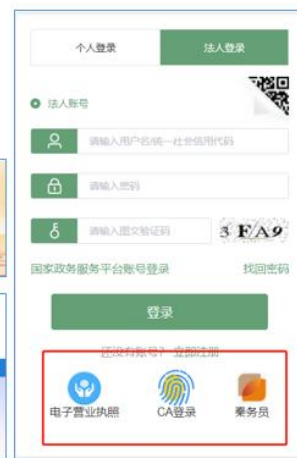 个人登录 法人登录
法人账号
请输入用户名/统一社会信用代码
请输入密码
请输入图文验证码 3 FA9
国家政务服务平台账号登录 找回密码
登录
还没有账号? 立即注册
电子营业执照 CA登录 秦务员